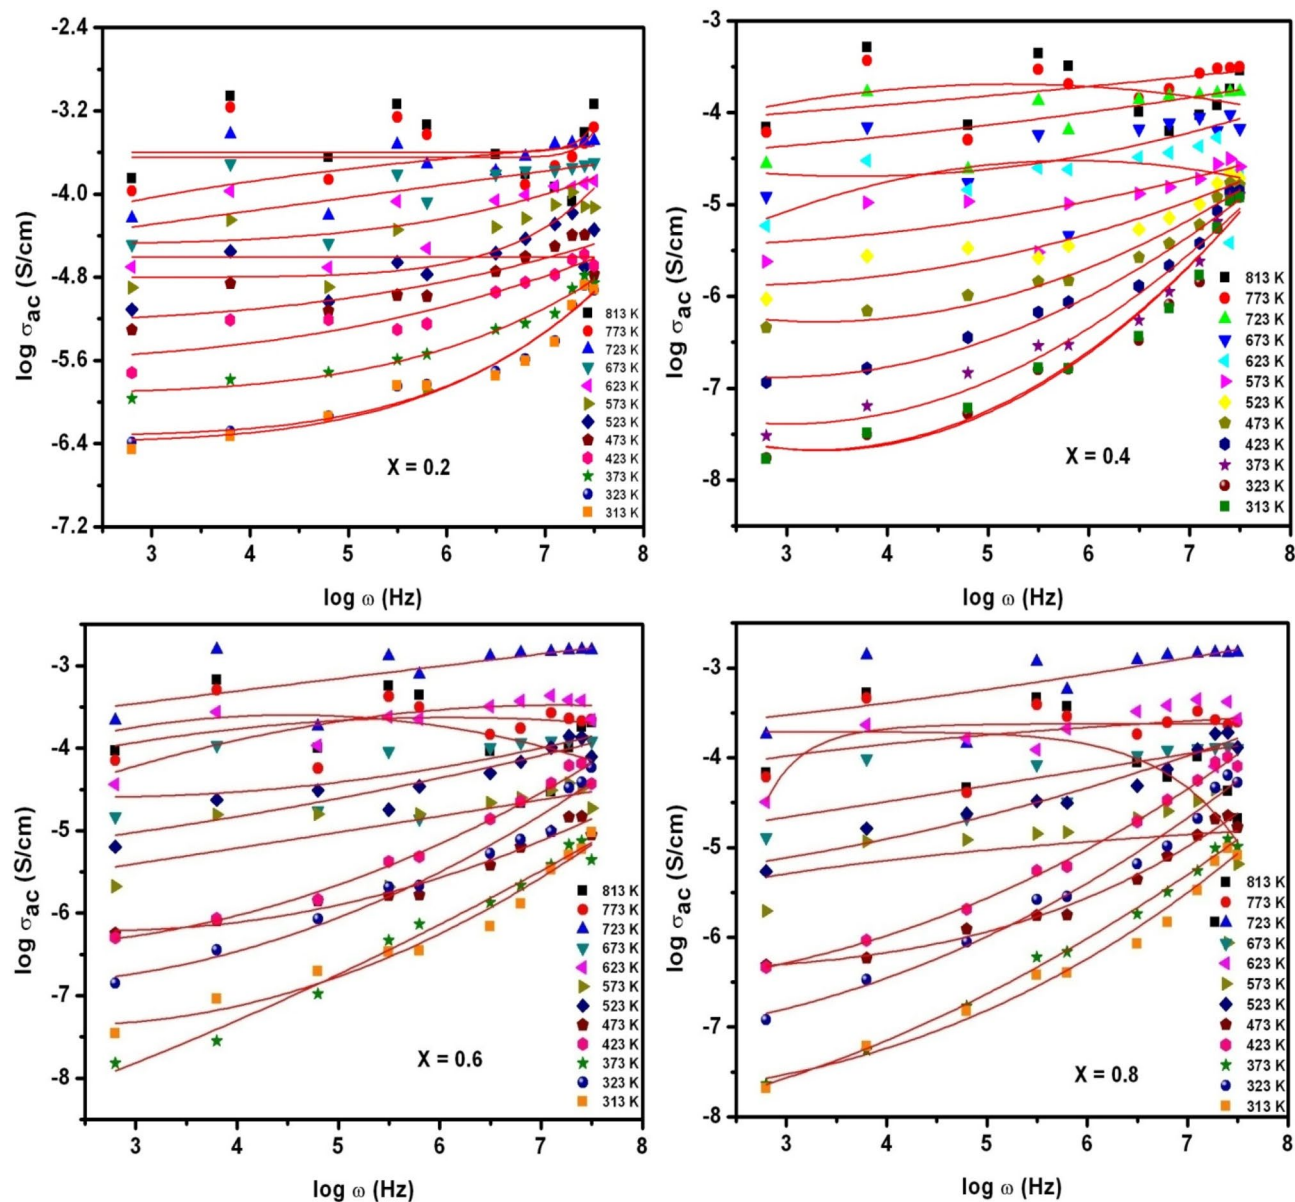 log σac (S/cm)
-2.4
-3.2
-4.0
-4.8
-5.6
-6.4
-7.2
813 K
773 K
723 K
673 K
623 K
573 K
523 K
473 K
423 K
373 K
323 K
313 K
X = 0.2
3 4 5 6 7 8
log ω (Hz)
log σac (S/cm)
-3
-4
-5
-6
-7
-8
813 K
773 K
723 K
673 K
623 K
573 K
523 K
473 K
423 K
373 K
323 K
313 K
X = 0.4
3 4 5 6 7 8
log ω (Hz)
log σac (S/cm)
-3
-4
-5
-6
-7
-8
813 K
773 K
723 K
673 K
623 K
573 K
523 K
473 K
423 K
373 K
323 K
313 K
X = 0.6
3 4 5 6 7 8
log ω (Hz)
log σac (S/cm)
-3
-4
-5
-6
-7
-8
813 K
773 K
723 K
673 K
623 K
573 K
523 K
473 K
423 K
373 K
323 K
313 K
X = 0.8
3 4 5 6 7 8
log ω (Hz)